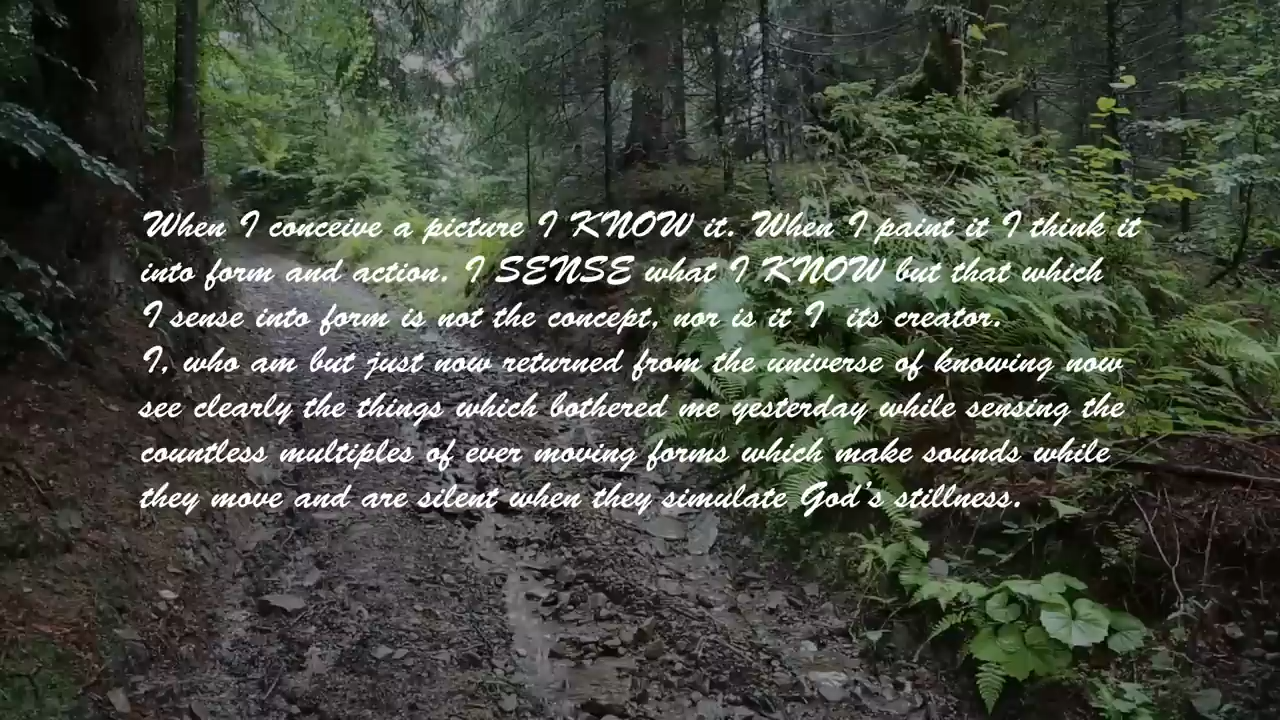 When I conceive a picture I KNOW it. When I paint it I think it
into form and action. I SENSE what I KNOW but that which
I sense into form is not the concept, nor is it I its creator.
I, who am but just now returned from the universe of knowing now
see clearly the things which bothered me yesterday while sensing the
countless multiples of ever moving forms which make sounds while
they move and are silent when they simulate God's stillness.